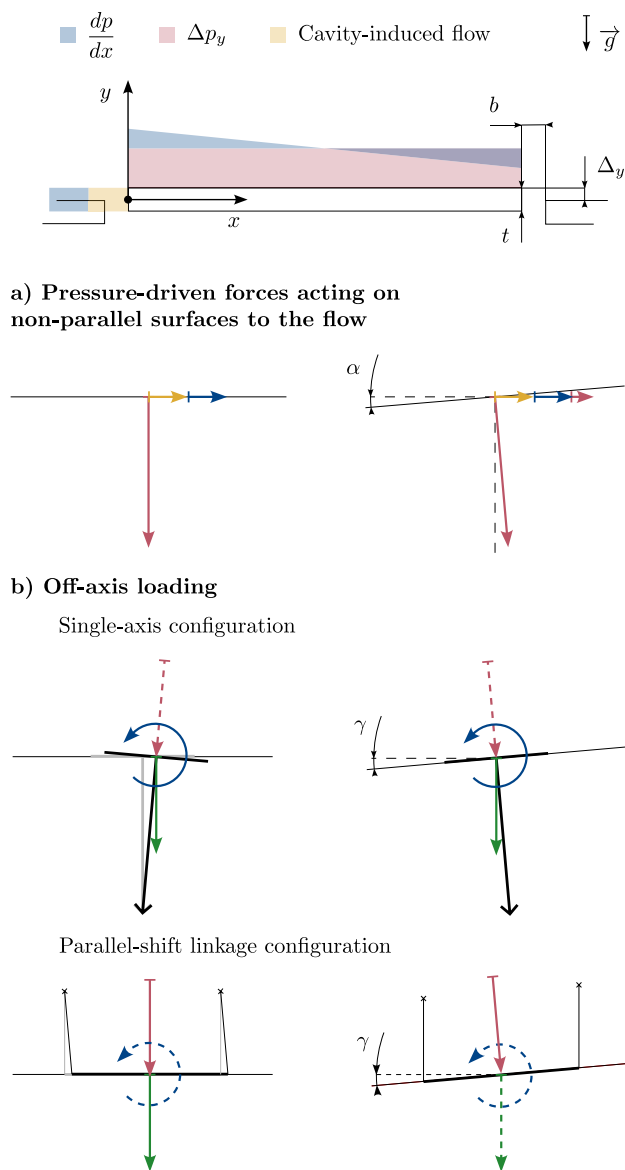 dp/dx Δp_y Cavity-induced flow g⃗
y b
Δ_y
x t
a) Pressure-driven forces acting on
non-parallel surfaces to the flow
α
b) Off-axis loading
Single-axis configuration
γ
Parallel-shift linkage configuration
γ